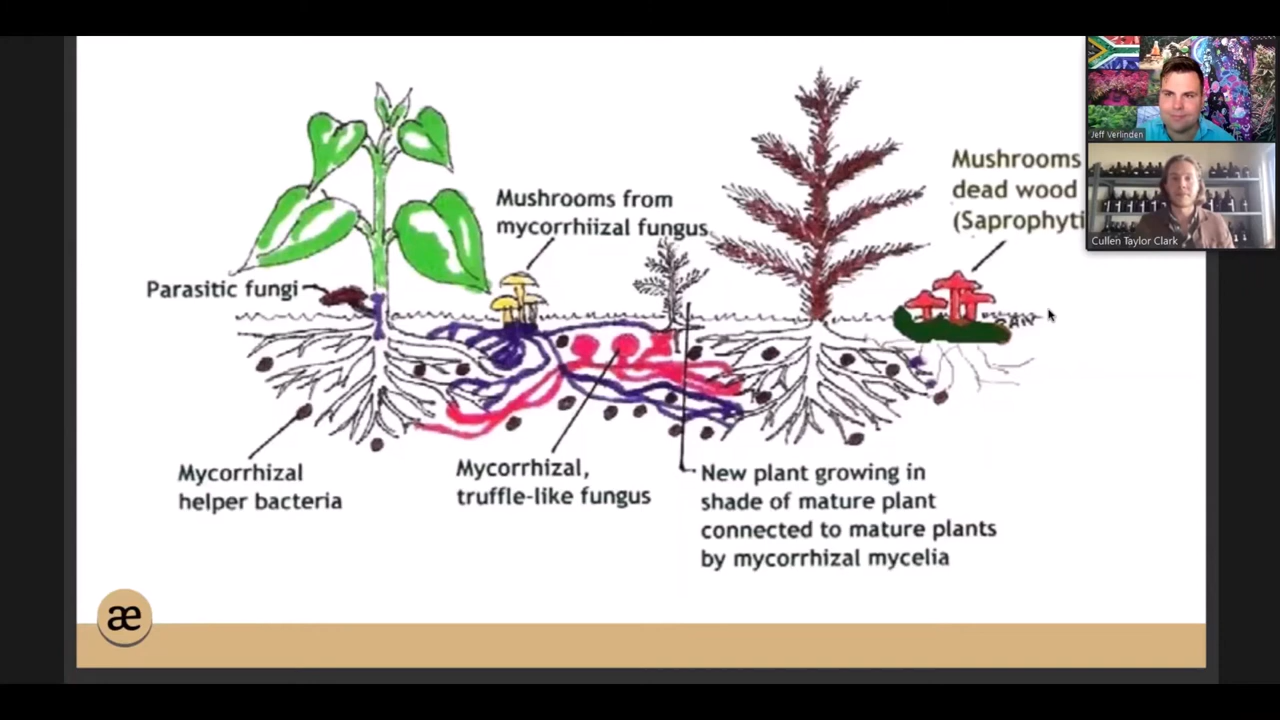 Jeff Verlinden
Cullen Taylor Clark
Mushrooms
dead wood
(Saprophyti
Mushrooms from
mycorrhiizal fungus
Parasitic fungi
Mycorrhizal
helper bacteria
Mycorrhizal,
truffle-like fungus
New plant growing in
shade of mature plant
connected to mature plants
by mycorrhizal mycelia
æ